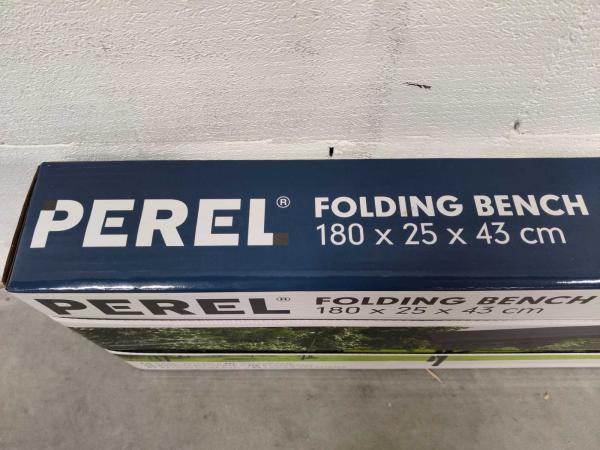 PEREL®
FOLDING BENCH
180 x 25 x 43 cm
PEREL®
FOLDING BENCH
180 x 25 x 43 cm